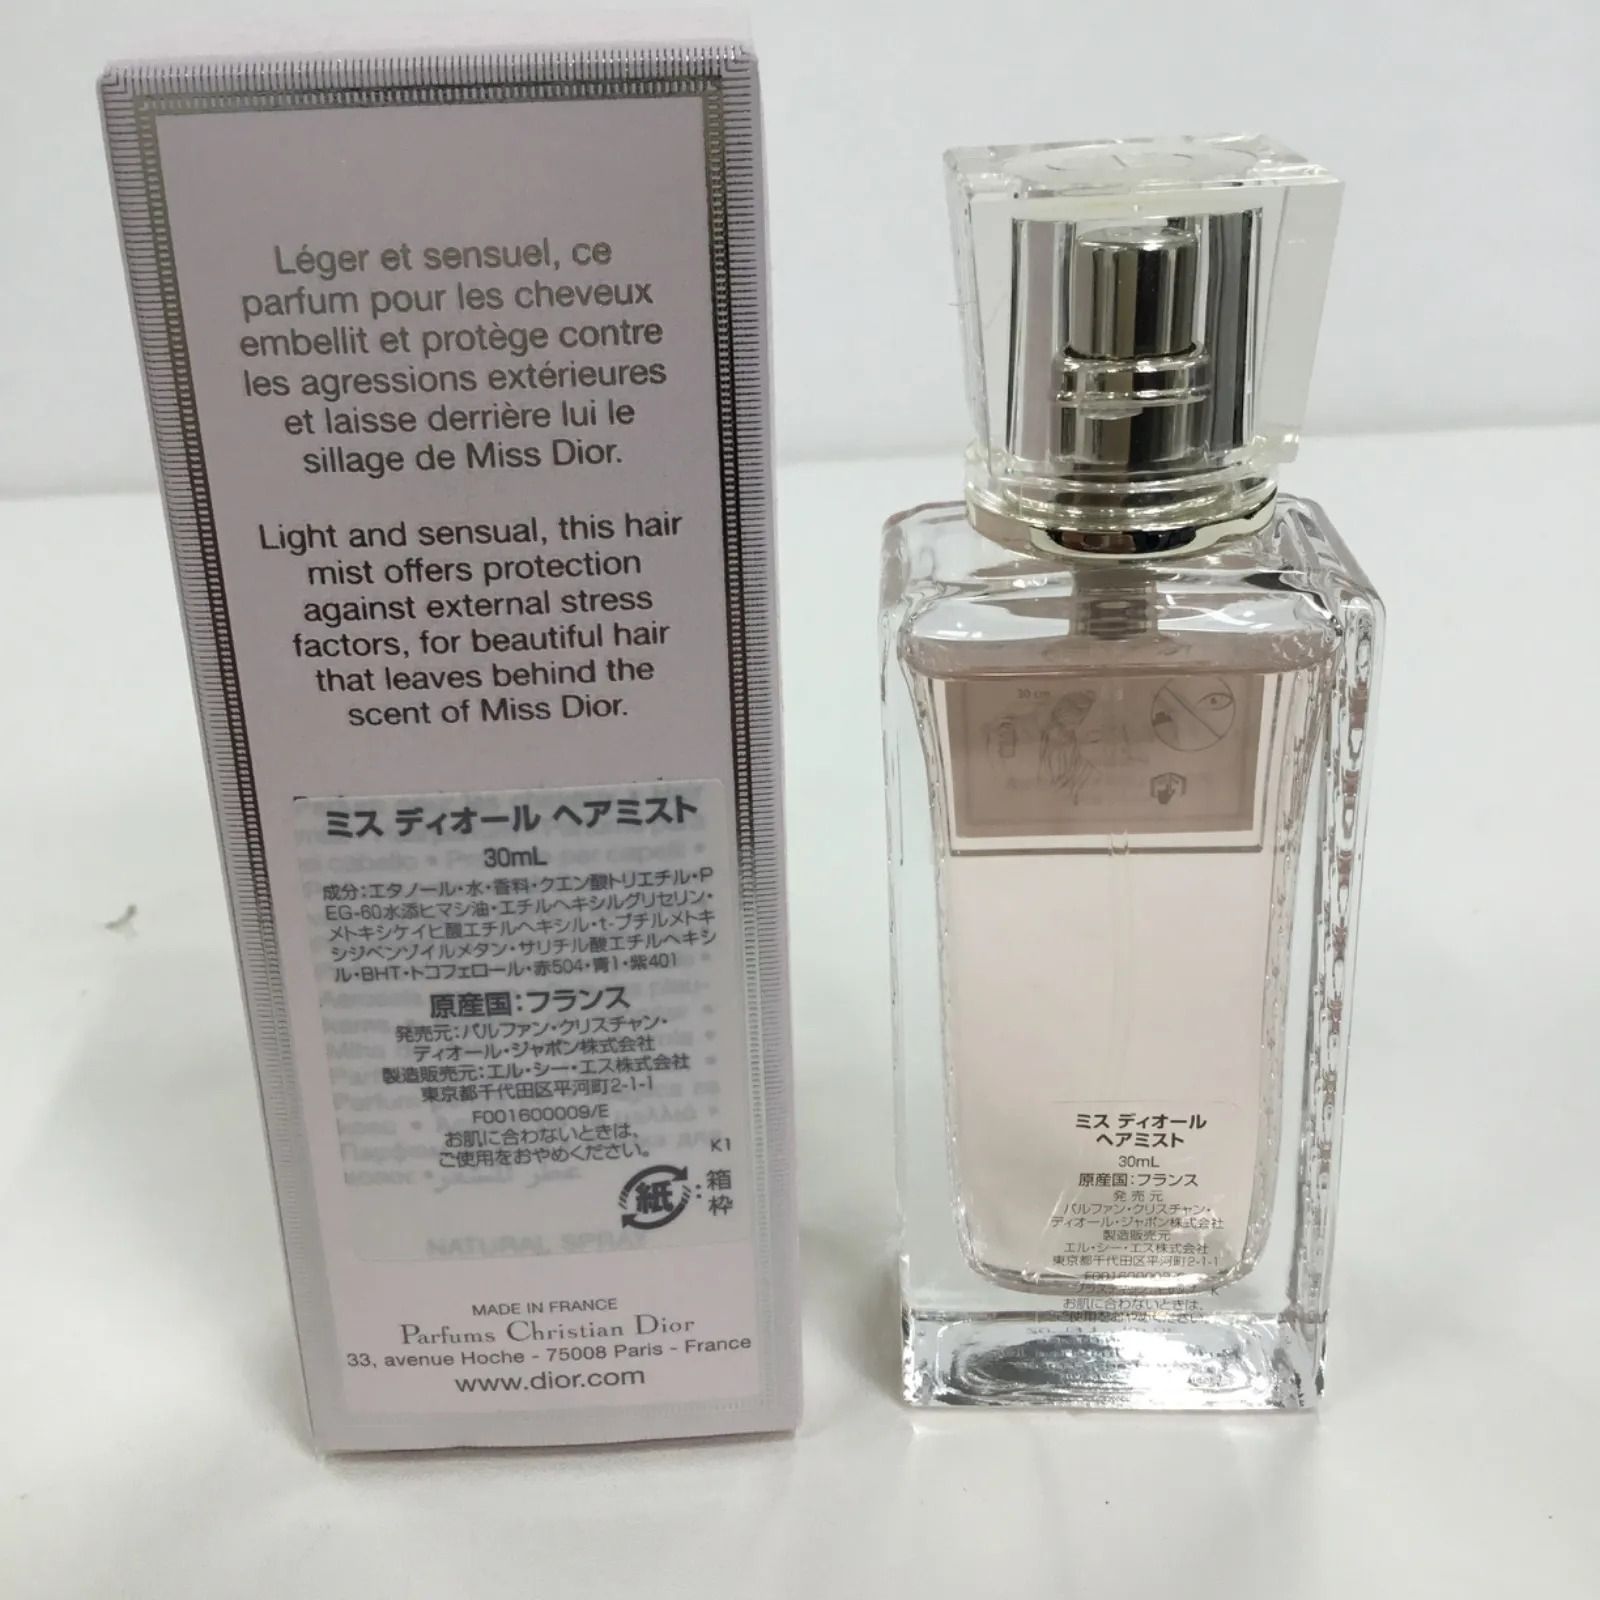 Léger et sensuel, ce
parfum pour les cheveux
embellit et protège contre
les agressions extérieures
et laisse derrière lui le
sillage de Miss Dior.
Light and sensual, this hair
mist offers protection
against external stress
factors, for beautiful hair
that leaves behind the
scent of Miss Dior.
ミス ディオール ヘアミスト
30mL
成分:エタノール・水・香料・クエン酸トリエチル・P
EG-60水添ヒマシ油・エチルヘキシルグリセリン・
メトキシケイヒ酸エチルヘキシル・t-ブチルメトキ
シジベンゾイルメタン・サリチル酸エチルヘキシ
ル・BHT・トコフェロール・赤504・青1・紫401
原産国:フランス
発売元:パルファン・クリスチャン・
ディオール・ジャポン株式会社
製造販売元:エル・シー・エス株式会社
東京都千代田区平河町2-1-1
F001600009/E
お肌に合わないときは、
ご使用をおやめください。 K1
紙:箱
枠
NATURAL SPRAY
MADE IN FRANCE
Parfums Christian Dior
33, avenue Hoche - 75008 Paris - France
www.dior.com
30 cm
ミス ディオール
ヘアミスト
30mL
原産国:フランス
発売元
パルファン・クリスチャン・
ディオール・ジャポン株式会社
製造販売元
エル・シー・エス株式会社
東京都千代田区平河町2-1-1
K
お肌に合わないときは、
ご使用をおやめください。